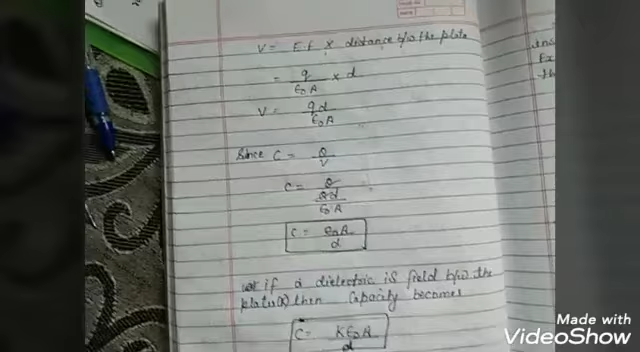 V = E.F × distance b/w the plate
= q/ε₀A × d
V = qd/ε₀A
Since C = Q/V
C = Q/(Qd/ε₀A)
C = ε₀A/d
if a dielectric is field b/w the
plate(s) then capacity becomes
C = Kε₀A/d
Made with
VideoShow